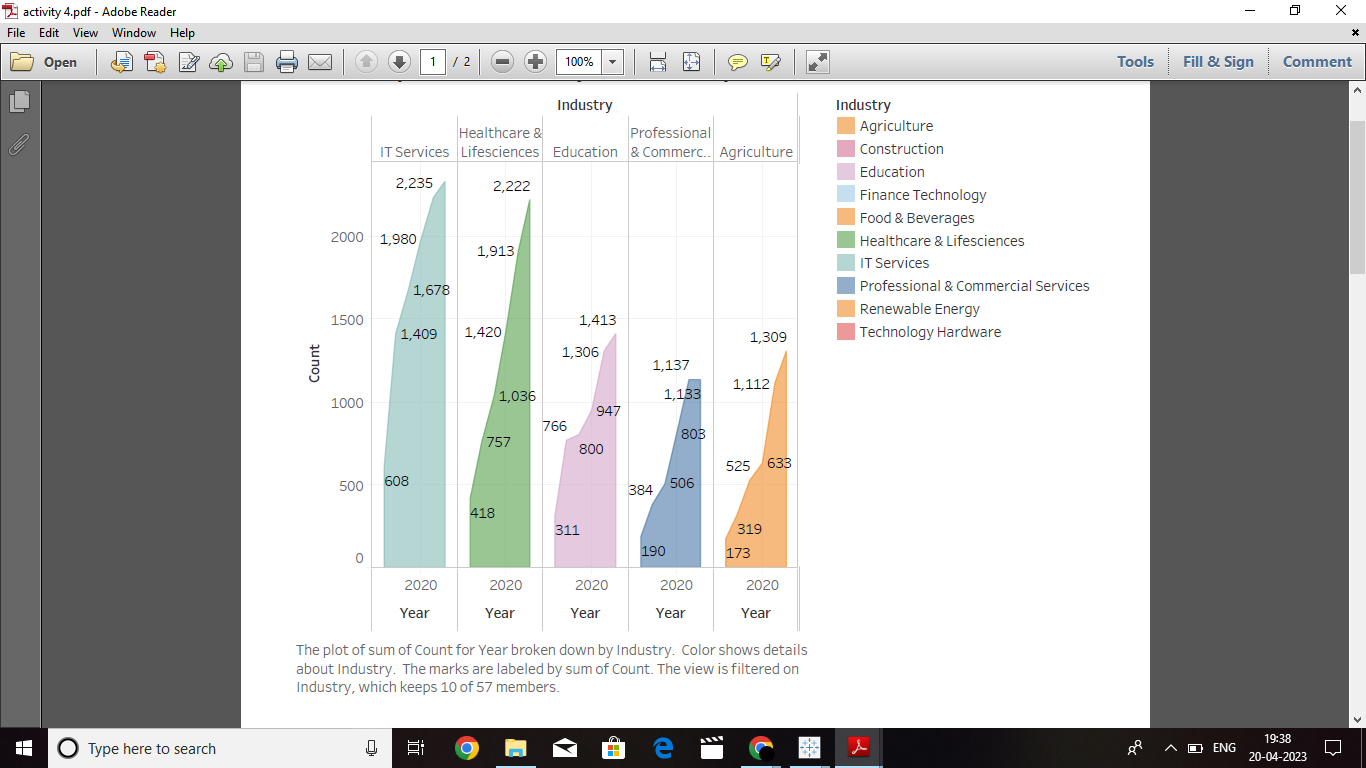 activity 4.pdf - Adobe Reader
File Edit View Window Help
Open 1 / 2 100% Tools Fill & Sign Comment
Industry
IT Services
Healthcare &
Lifesciences
Education
Professional
& Commerc..
Agriculture
2,235 2,222
2000 1,980 1,913
1,678
1500 1,409 1,420 1,413 1,309
1,306 1,137 1,112
Count
1,036 1,133
1000 766 947 803
757 800 525 633
500 608 384 506
418 311 319
190 173
0
2020 2020 2020 2020 2020
Year Year Year Year Year
Industry
Agriculture
Construction
Education
Finance Technology
Food & Beverages
Healthcare & Lifesciences
IT Services
Professional & Commercial Services
Renewable Energy
Technology Hardware
The plot of sum of Count for Year broken down by Industry. Color shows details
about Industry. The marks are labeled by sum of Count. The view is filtered on
Industry, which keeps 10 of 57 members.
Type here to search
ENG
19:38
20-04-2023